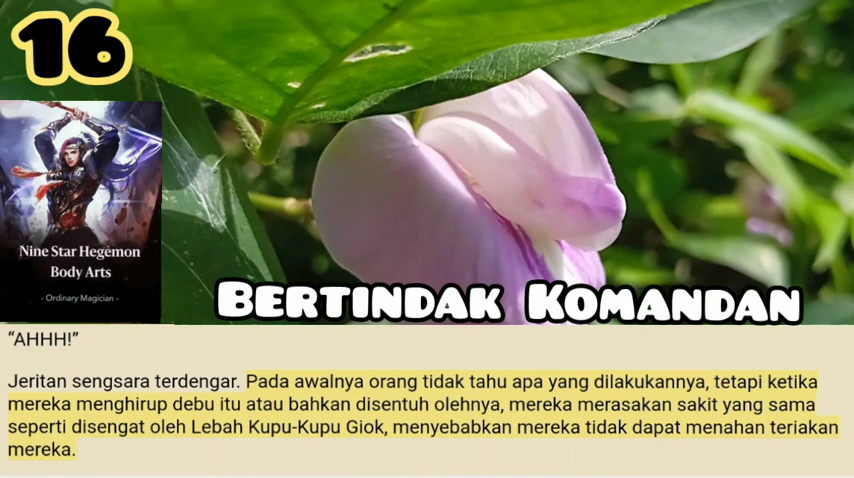 16
Nine Star Hegemon
Body Arts
- Ordinary Magician -
BERTINDAK KOMANDAN
“AHHH!”
Jeritan sengsara terdengar. Pada awalnya orang tidak tahu apa yang dilakukannya, tetapi ketika
mereka menghirup debu itu atau bahkan disentuh olehnya, mereka merasakan sakit yang sama
seperti disengat oleh Lebah Kupu-Kupu Giok, menyebabkan mereka tidak dapat menahan teriakan
mereka.